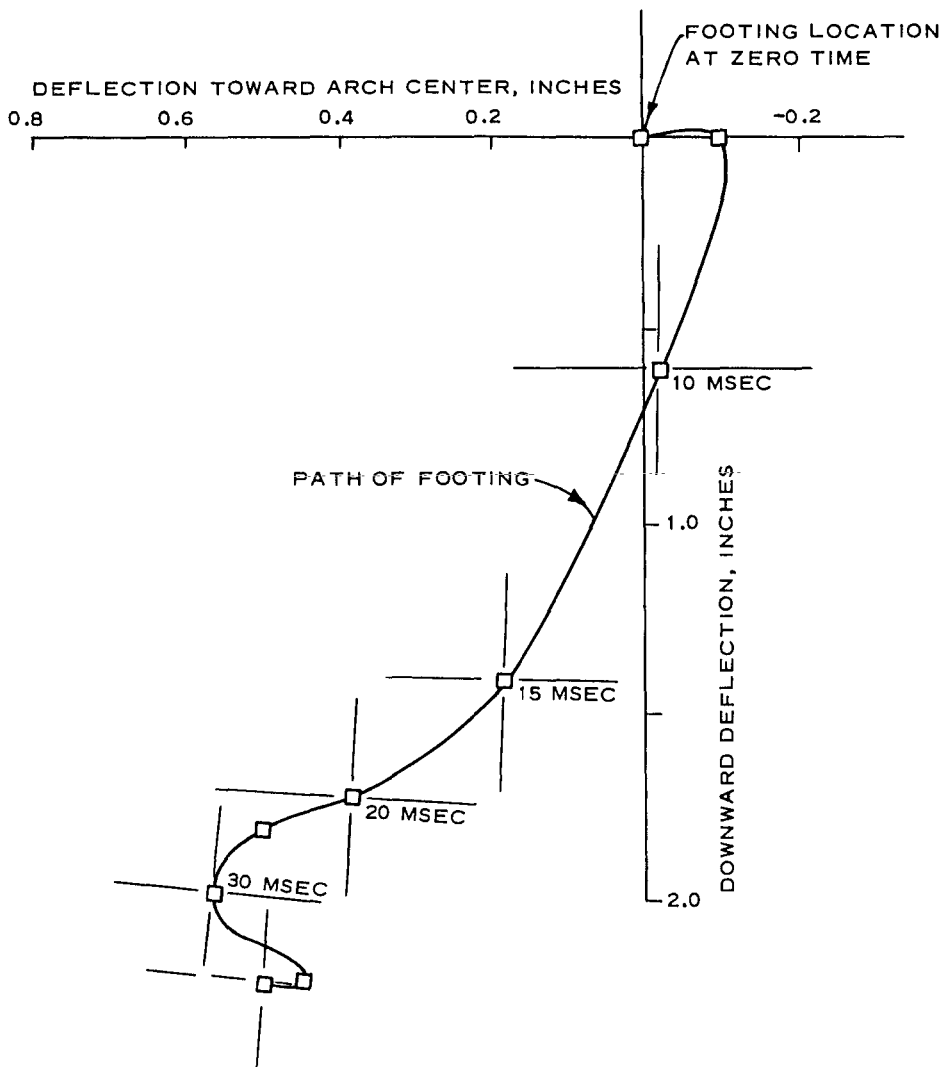 FOOTING LOCATION
AT ZERO TIME
DEFLECTION TOWARD ARCH CENTER, INCHES
0.8
0.6
0.4
0.2
-0.2
10 MSEC
PATH OF FOOTING
1.0
DOWNWARD DEFLECTION, INCHES
15 MSEC
20 MSEC
30 MSEC
2.0